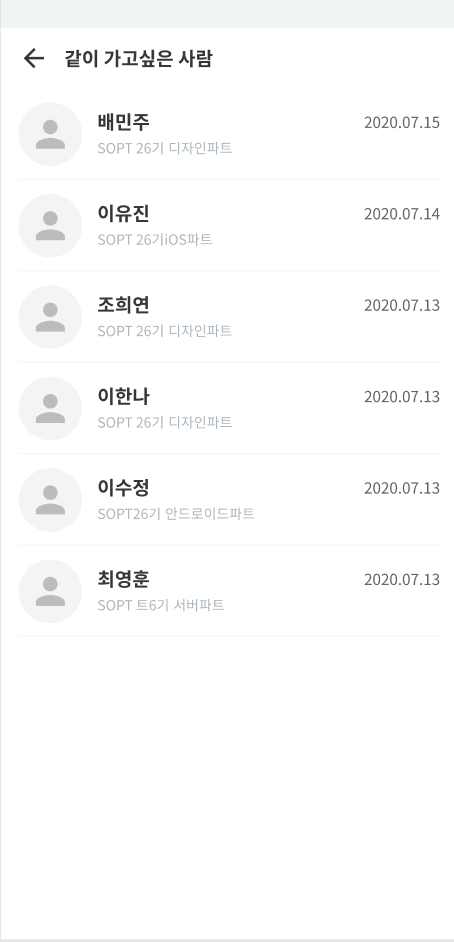 같이 가고싶은 사람
배민주 2020.07.15
SOPT 26기 디자인파트
이유진 2020.07.14
SOPT 26기iOS파트
조희연 2020.07.13
SOPT 26기 디자인파트
이한나 2020.07.13
SOPT 26기 디자인파트
이수정 2020.07.13
SOPT26기 안드로이드파트
최영훈 2020.07.13
SOPT 트6기 서버파트